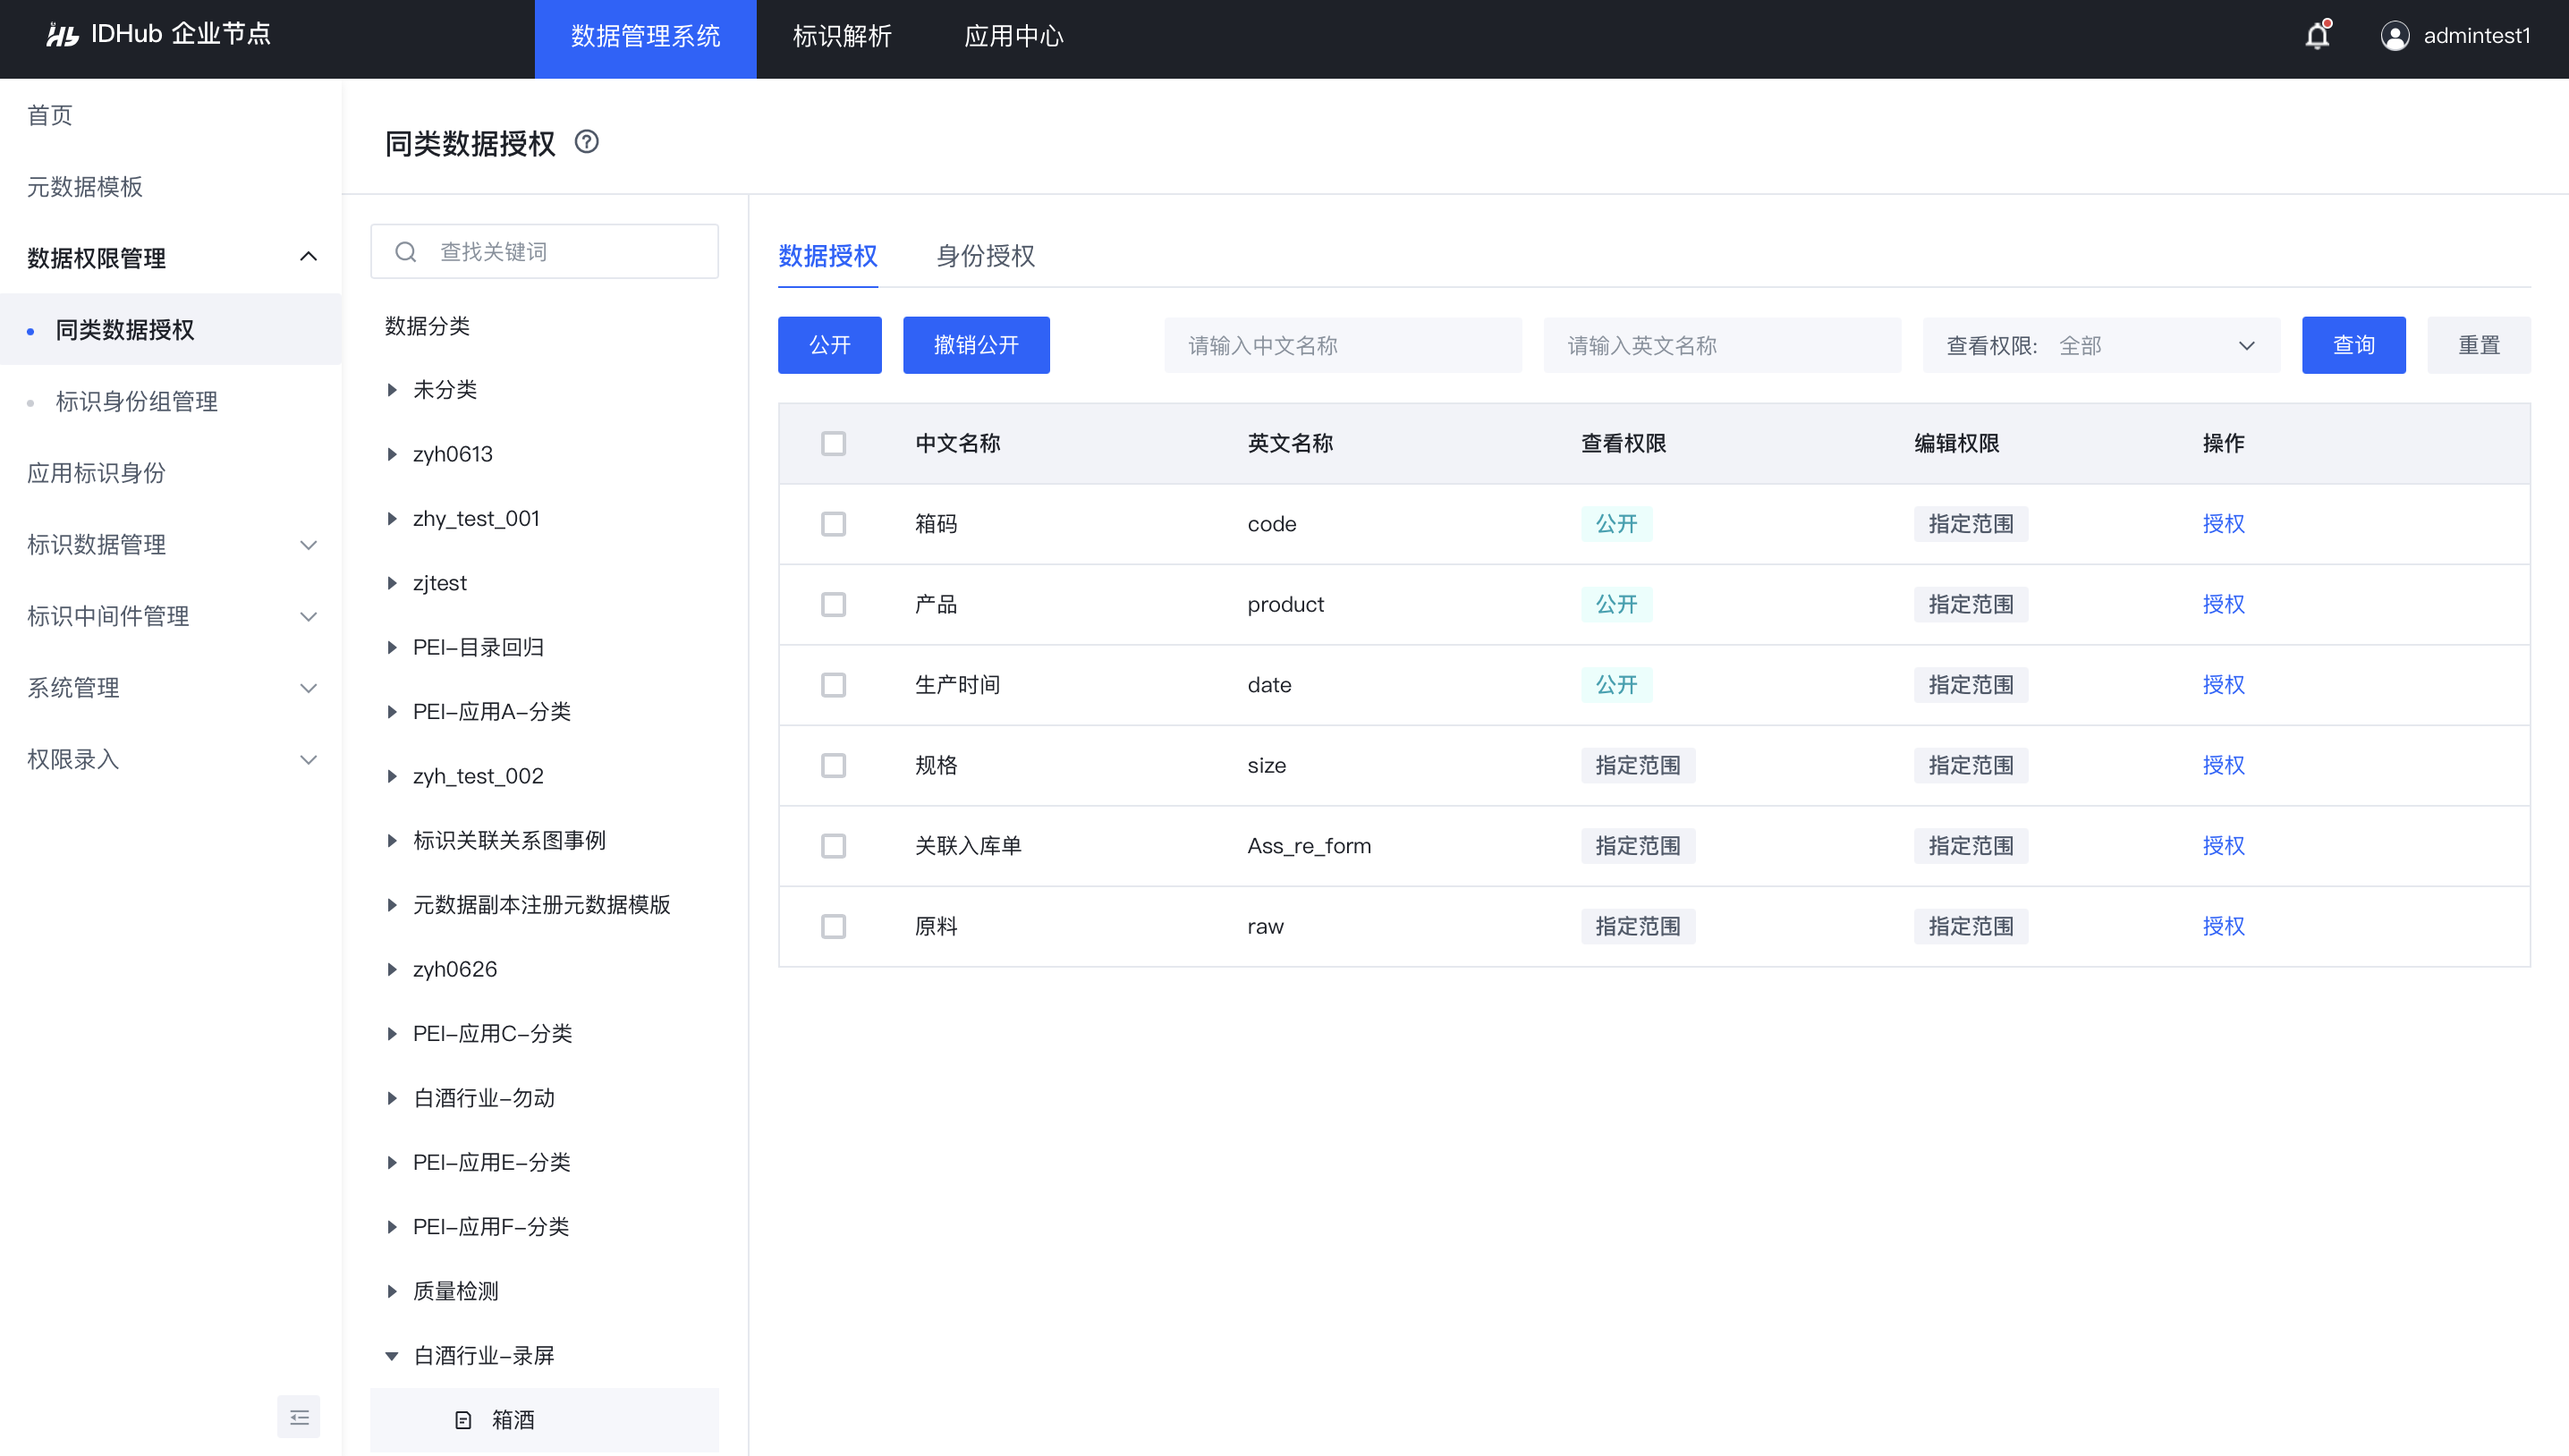 IDHub 企业节点
数据管理系统
标识解析
应用中心
admintest1
首页
元数据模板
数据权限管理
同类数据授权
标识身份组管理
应用标识身份
标识数据管理
标识中间件管理
系统管理
权限录入
同类数据授权
查找关键词
数据分类
未分类
zyh0613
zhy_test_001
zjtest
PEI-目录回归
PEI-应用A-分类
zyh_test_002
标识关联关系图事例
元数据副本注册元数据模版
zyh0626
PEI-应用C-分类
白酒行业-勿动
PEI-应用E-分类
PEI-应用F-分类
质量检测
白酒行业-录屏
箱酒
数据授权 身份授权
公开 撤销公开 请输入中文名称 请输入英文名称 查看权限: 全部 查询 重置
中文名称 英文名称 查看权限 编辑权限 操作
箱码 code 公开 指定范围 授权
产品 product 公开 指定范围 授权
生产时间 date 公开 指定范围 授权
规格 size 指定范围 指定范围 授权
关联入库单 Ass_re_form 指定范围 指定范围 授权
原料 raw 指定范围 指定范围 授权